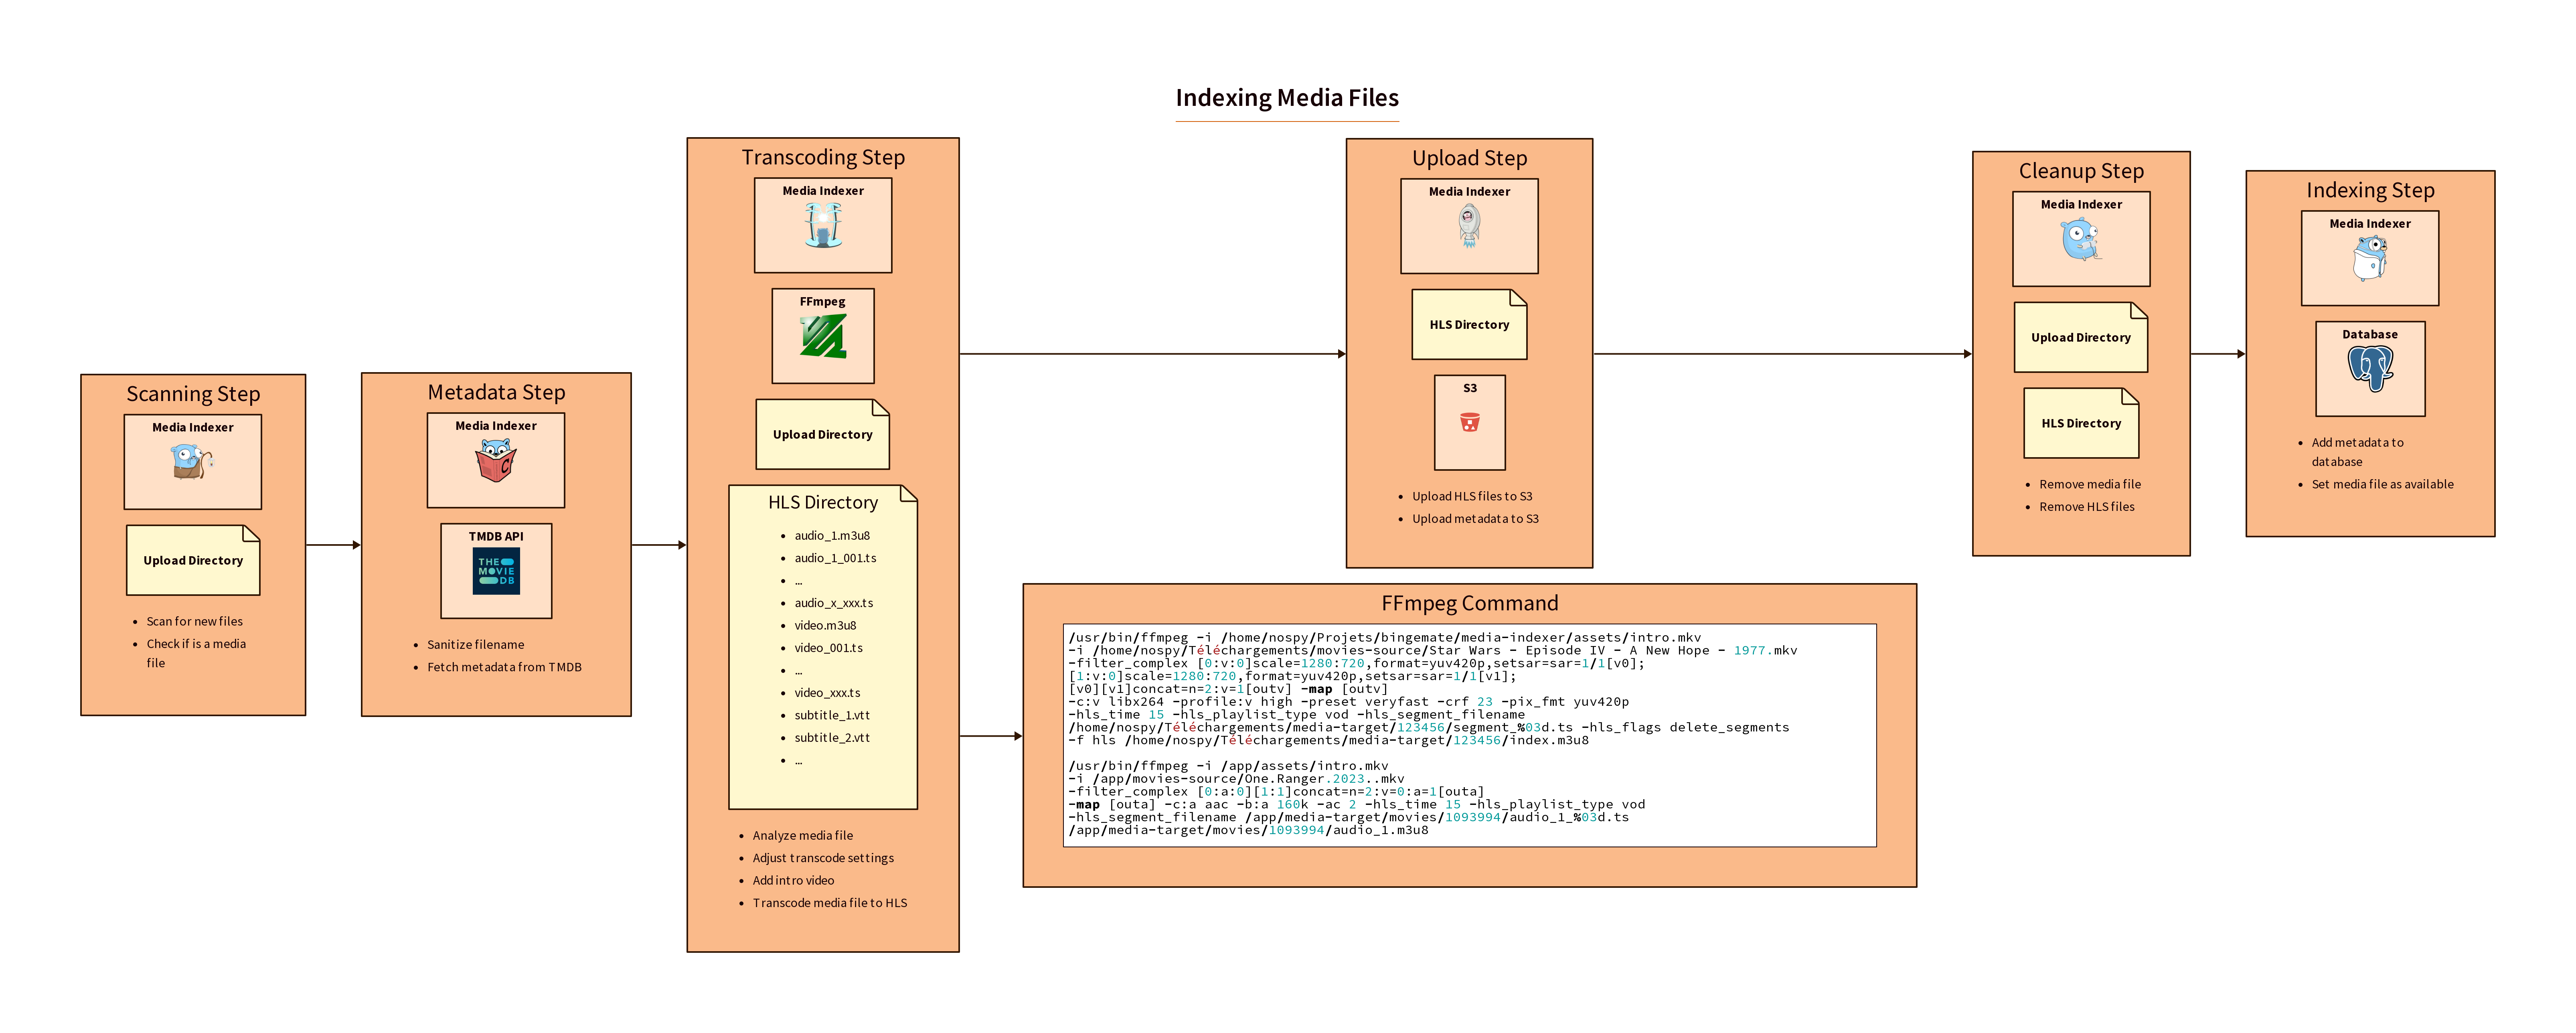 Indexing Media Files
Scanning Step
Media Indexer
Upload Directory
Scan for new files
Check if is a media
file
Metadata Step
Media Indexer
TMDB API
THE
MOVIE
DB
Sanitize filename
Fetch metadata from TMDB
Transcoding Step
Media Indexer
FFmpeg
Upload Directory
HLS Directory
audio_1.m3u8
audio_1_001.ts
...
audio_x_xxx.ts
video.m3u8
video_001.ts
...
video_xxx.ts
subtitle_1.vtt
subtitle_2.vtt
...
Analyze media file
Adjust transcode settings
Add intro video
Transcode media file to HLS
Upload Step
Media Indexer
HLS Directory
S3
Upload HLS files to S3
Upload metadata to S3
FFmpeg Command
/usr/bin/ffmpeg -i /home/nospy/Projets/bingemate/media-indexer/assets/intro.mkv
-i /home/nospy/Téléchargements/movies-source/Star Wars - Episode IV - A New Hope - 1977.mkv
-filter_complex [0:v:0]scale=1280:720,format=yuv420p,setsar=sar=1/1[v0];
[1:v:0]scale=1280:720,format=yuv420p,setsar=sar=1/1[v1];
[v0][v1]concat=n=2:v=1[outv] -map [outv]
-c:v libx264 -profile:v high -preset veryfast -crf 23 -pix_fmt yuv420p
-hls_time 15 -hls_playlist_type vod -hls_segment_filename
/home/nospy/Téléchargements/media-target/123456/segment_%03d.ts -hls_flags delete_segments
-f hls /home/nospy/Téléchargements/media-target/123456/index.m3u8
/usr/bin/ffmpeg -i /app/assets/intro.mkv
-i /app/movies-source/One.Ranger.2023..mkv
-filter_complex [0:a:0][1:1]concat=n=2:v=0:a=1[outa]
-map [outa] -c:a aac -b:a 160k -ac 2 -hls_time 15 -hls_playlist_type vod
-hls_segment_filename /app/media-target/movies/1093994/audio_1_%03d.ts
/app/media-target/movies/1093994/audio_1.m3u8
Cleanup Step
Media Indexer
Upload Directory
HLS Directory
Remove media file
Remove HLS files
Indexing Step
Media Indexer
Database
Add metadata to
database
Set media file as available